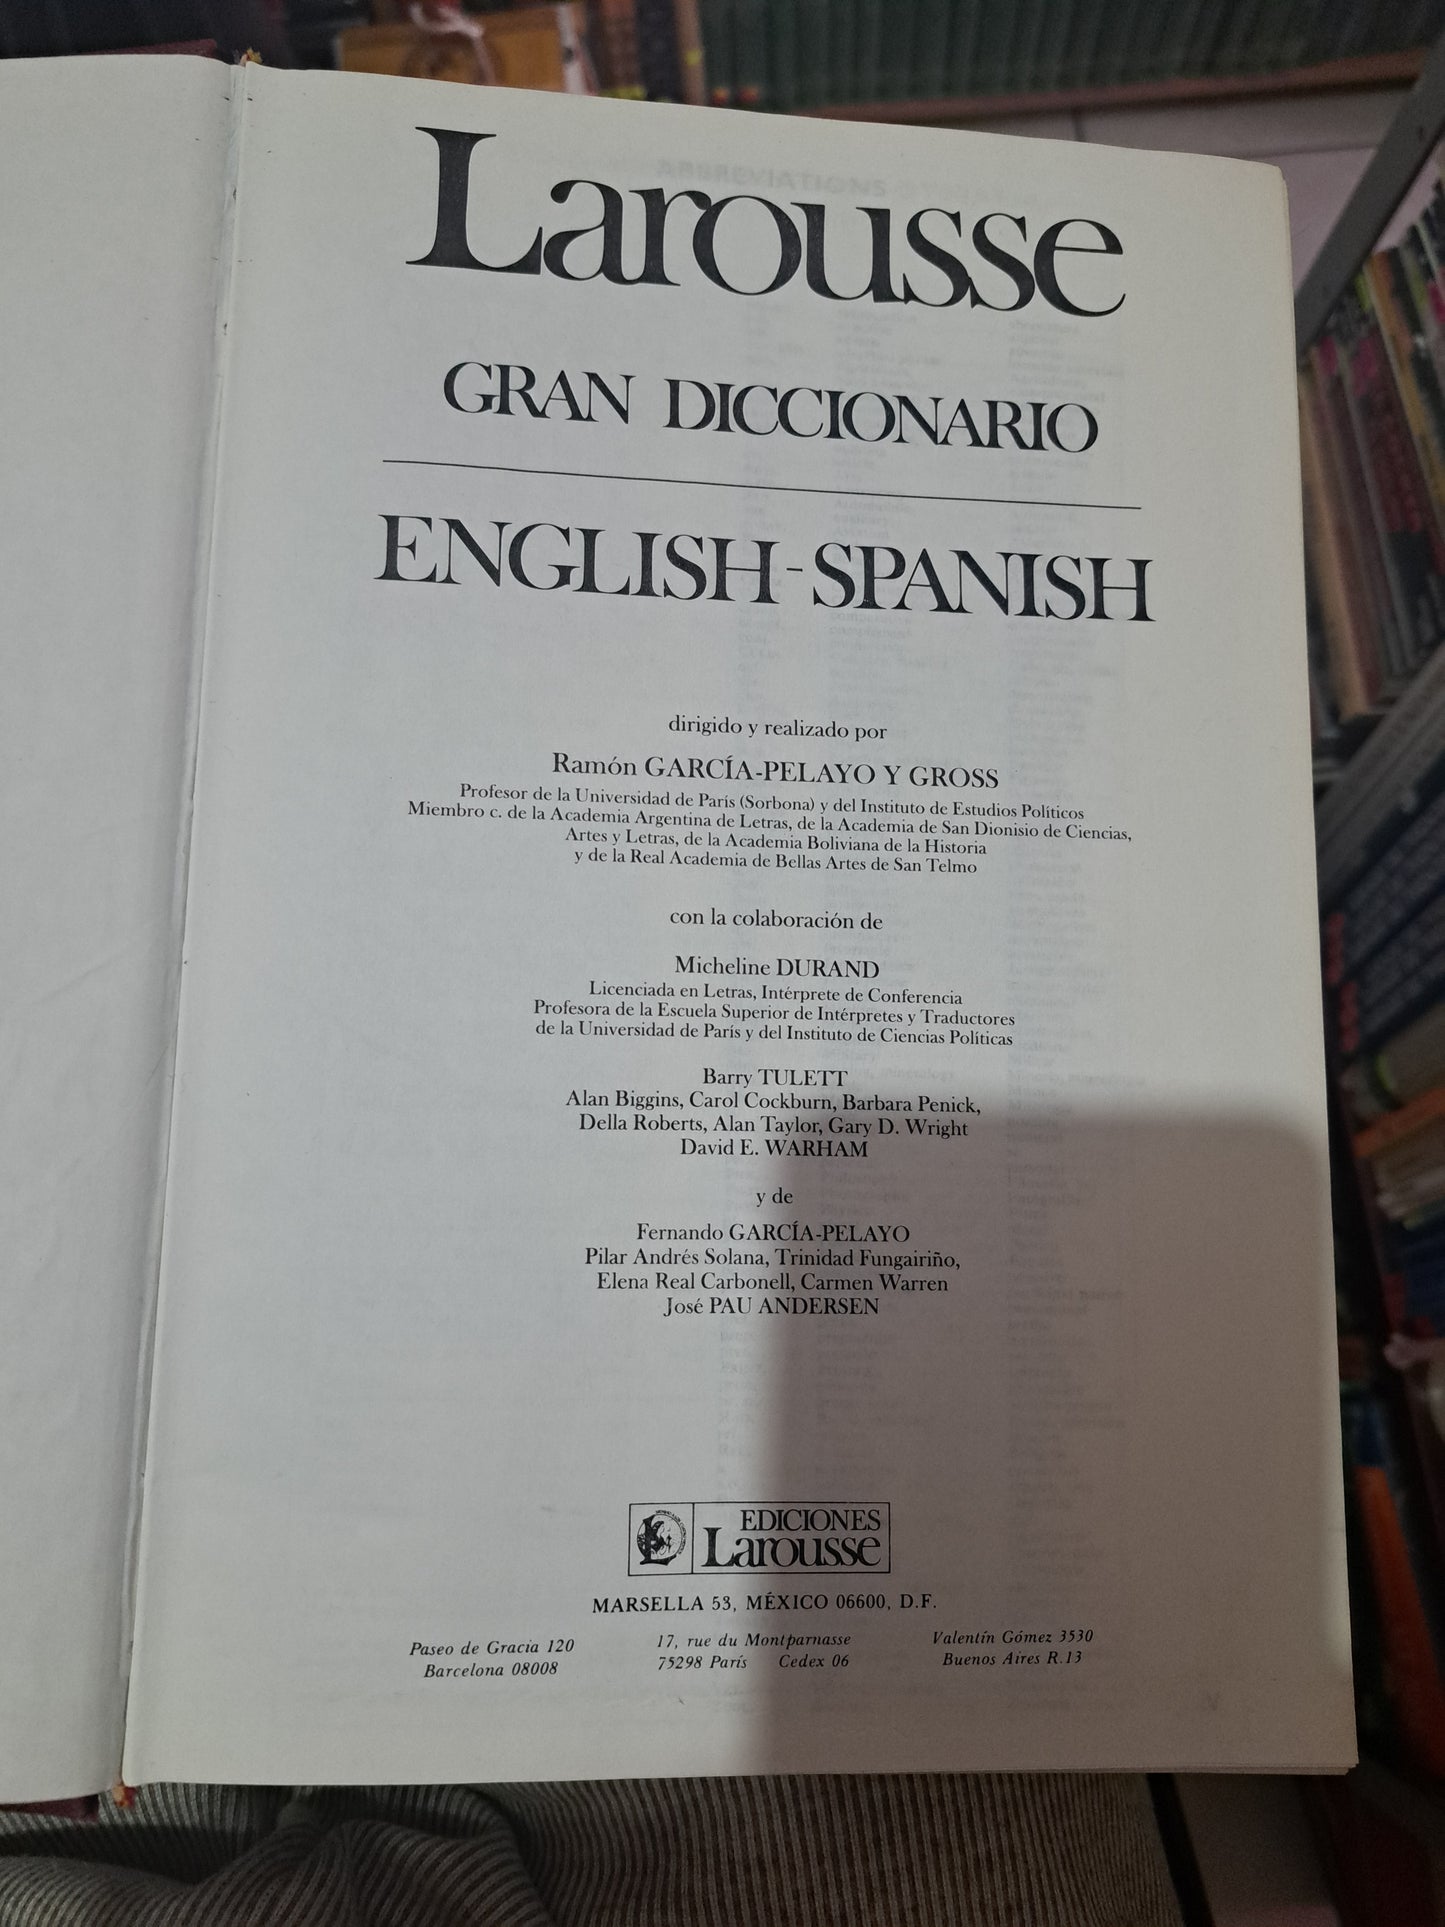 Larousse
GRAN DICCIONARIO
ENGLISH-SPANISH
dirigido y realizado por
Ramón GARCÍA-PELAYO Y GROSS
Profesor de la Universidad de París (Sorbona) y del Instituto de Estudios Políticos
Miembro c. de la Academia Argentina de Letras, de la Academia de San Dionisio de Ciencias,
Artes y Letras, de la Academia Boliviana de la Historia
y de la Real Academia de Bellas Artes de San Telmo
con la colaboración de
Micheline DURAND
Licenciada en Letras, Intérprete de Conferencia
Profesora de la Escuela Superior de Intérpretes y Traductores
de la Universidad de París y del Instituto de Ciencias Políticas
Barry TULETT
Alan Biggins, Carol Cockburn, Barbara Penick,
Della Roberts, Alan Taylor, Gary D. Wright
David E. WARHAM
y de
Fernando GARCÍA-PELAYO
Pilar Andrés Solana, Trinidad Fungairiño,
Elena Real Carbonell, Carmen Warren
José PAU ANDERSEN
EDICIONES
Larousse
MARSELLA 53, MÉXICO 06600, D.F.
Paseo de Gracia 120
Barcelona 08008
17, rue du Montparnasse
75298 París Cedex 06
Valentín Gómez 3530
Buenos Aires R.13